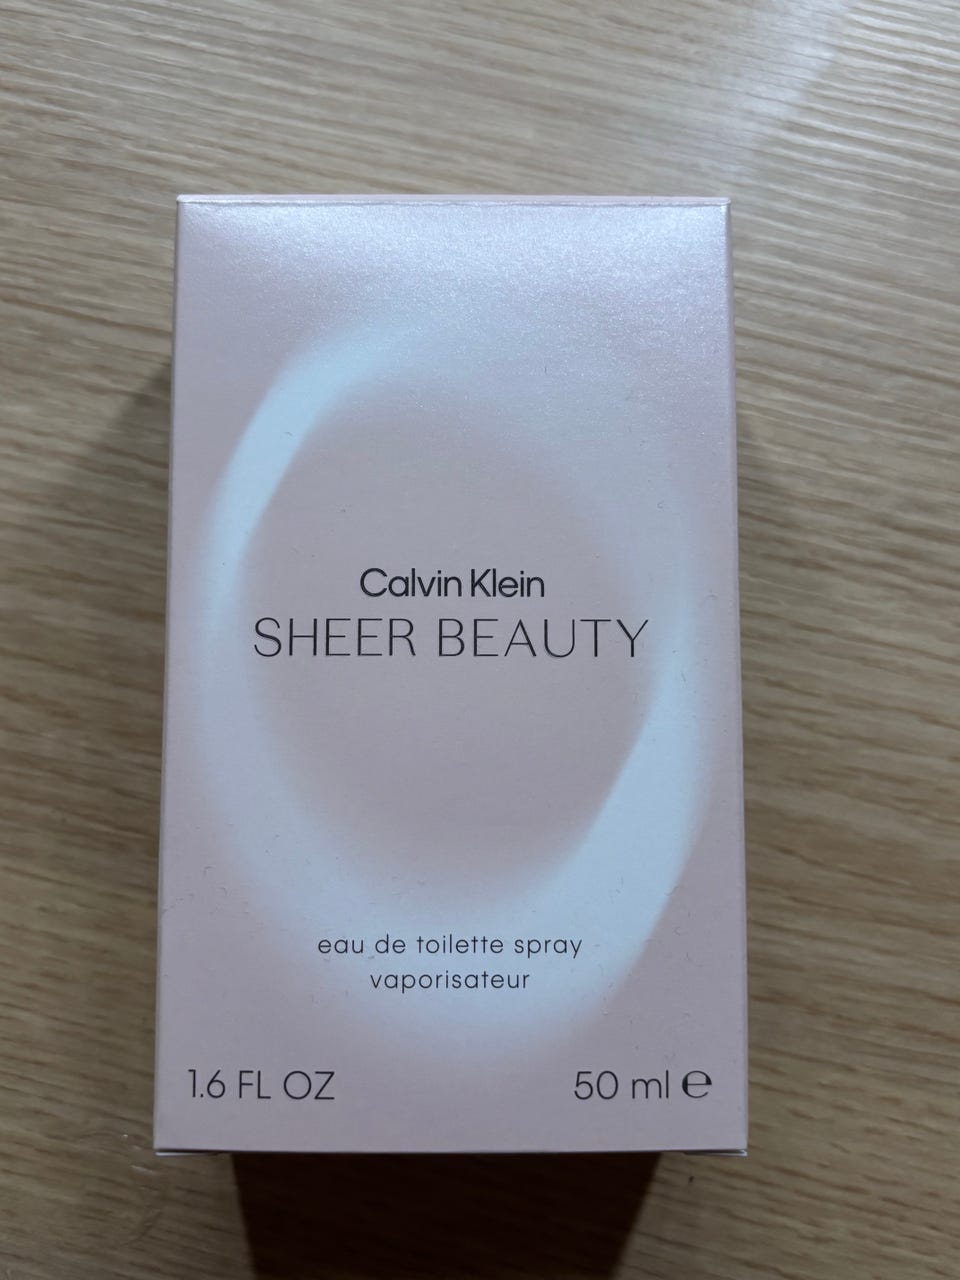 Calvin Klein
SHEER BEAUTY
eau de toilette spray
vaporisateur
1.6 FL OZ 50 ml ℮